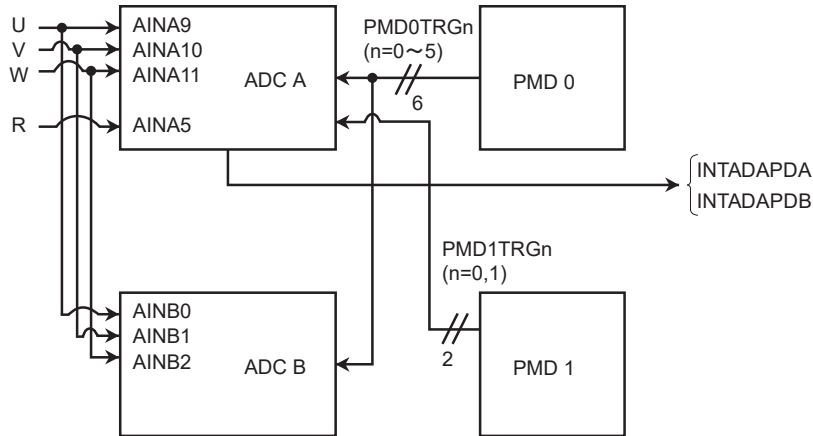 U
V
W
R
AINA9
AINA10
AINA11
AINA5
ADC A
PMD0TRGn
(n=0～5)
6
PMD 0
INTADAPDA
INTADAPDB
PMD1TRGn
(n=0,1)
2
PMD 1
AINB0
AINB1
AINB2
ADC B